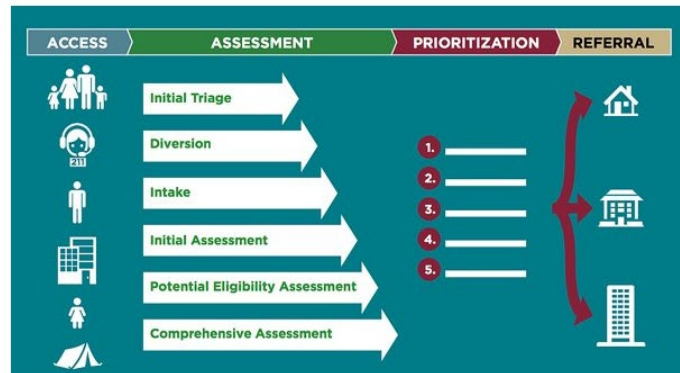 ACCESS
ASSESSMENT
PRIORITIZATION
REFERRAL
Initial Triage
Diversion
211
Intake
Initial Assessment
Potential Eligibility Assessment
Comprehensive Assessment
1.
2.
3.
4.
5.